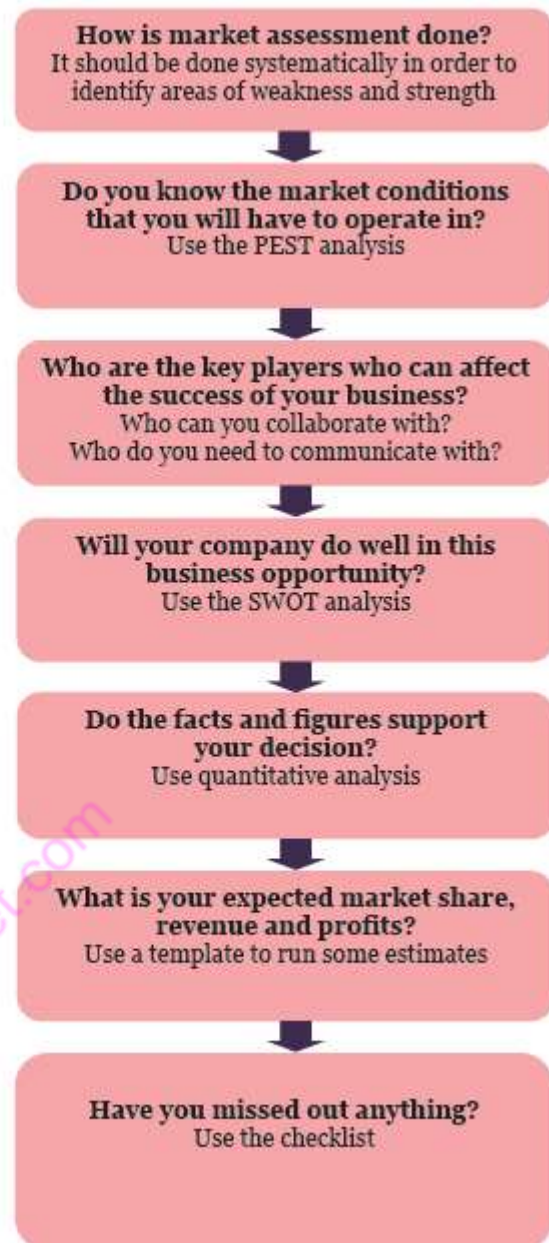 How is market assessment done?
It should be done systematically in order to
identify areas of weakness and strength
Do you know the market conditions
that you will have to operate in?
Use the PEST analysis
Who are the key players who can affect
the success of your business?
Who can you collaborate with?
Who do you need to communicate with?
Will your company do well in this
business opportunity?
Use the SWOT analysis
Do the facts and figures support
your decision?
Use quantitative analysis
What is your expected market share,
revenue and profits?
Use a template to run some estimates
Have you missed out anything?
Use the checklist